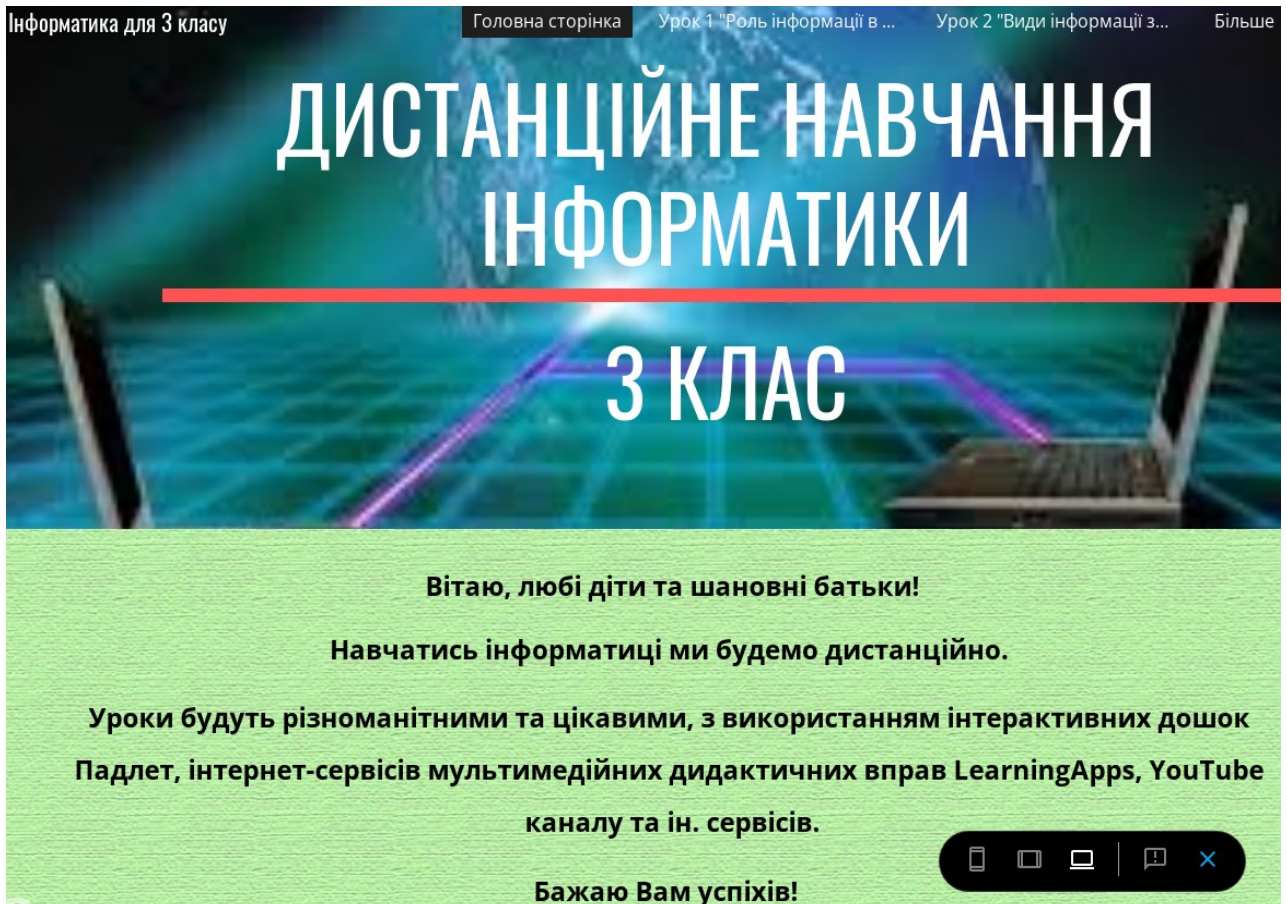 Інформатика для 3 класу
Головна сторінка
Урок 1 "Роль інформації в ...
Урок 2 "Види інформації з...
Більше
ДИСТАНЦІЙНЕ НАВЧАННЯ
ІНФОРМАТИКИ
3 КЛАС
Вітаю, любі діти та шановні батьки!
Навчатись інформатиці ми будемо дистанційно.
Уроки будуть різноманітними та цікавими, з використанням інтерактивних дошок
Падлет, інтернет-сервісів мультимедійних дидактичних вправ LearningApps, YouTube
каналу та ін. сервісів.
Бажаю Вам успіхів!